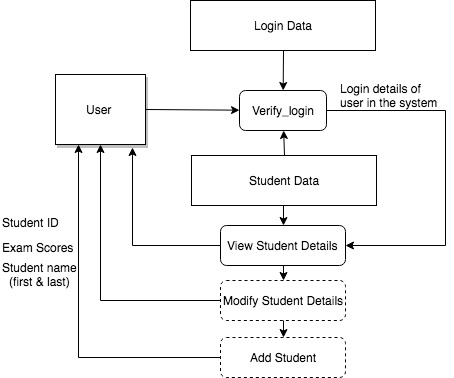 Login Data
Login details of
user in the system
User
Verify_login
Student Data
Student ID
Exam Scores
Student name
(first & last)
View Student Details
Modify Student Details
Add Student